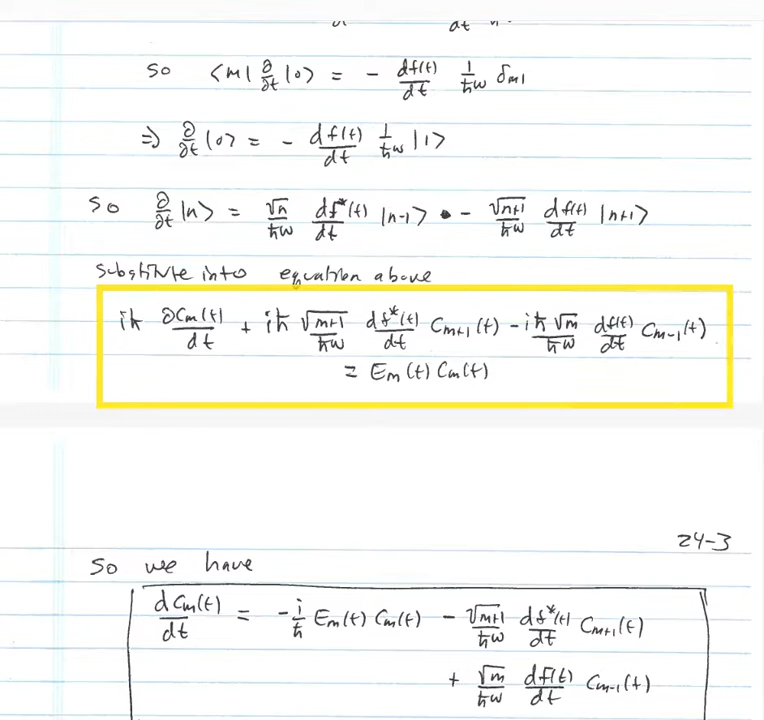 so ⟨m| ∂/∂t |0⟩ = - df(t)/dt 1/ħω δm1
⇒ ∂/∂t |0⟩ = - df(t)/dt 1/ħω |1⟩
so ∂/∂t |n⟩ = √n/ħω df*(t)/dt |n-1⟩ • - √n+1/ħω df(t)/dt |n+1⟩
substitute into equation above
iħ ∂Cm(t)/dt + iħ √m+1/ħω df*(t)/dt Cm+1(t) - iħ √m/ħω df(t)/dt Cm-1(t)
= Em(t) Cm(t)
24-3
So we have
dCm(t)/dt = - i/ħ Em(t) Cm(t) - √m+1/ħω df*(t)/dt Cm+1(t)
+ √m/ħω df(t)/dt Cm-1(t)